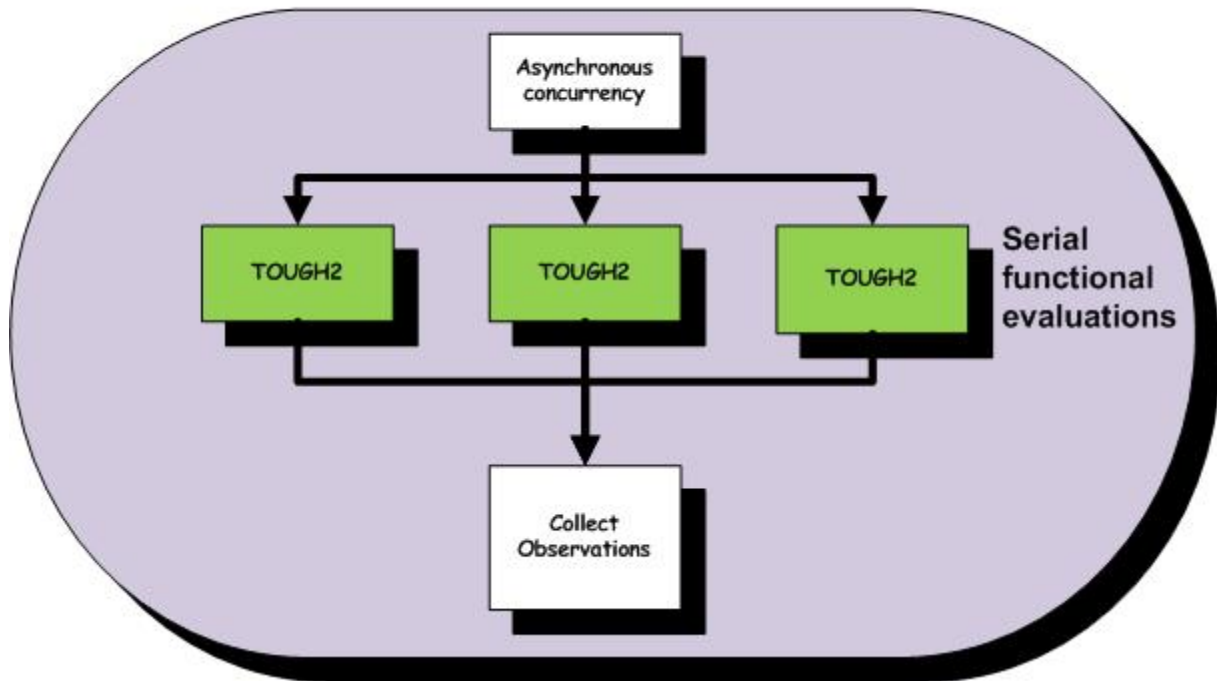 Asynchronous
concurrency
TOUGH2
TOUGH2
TOUGH2
Serial
functional
evaluations
Collect
Observations